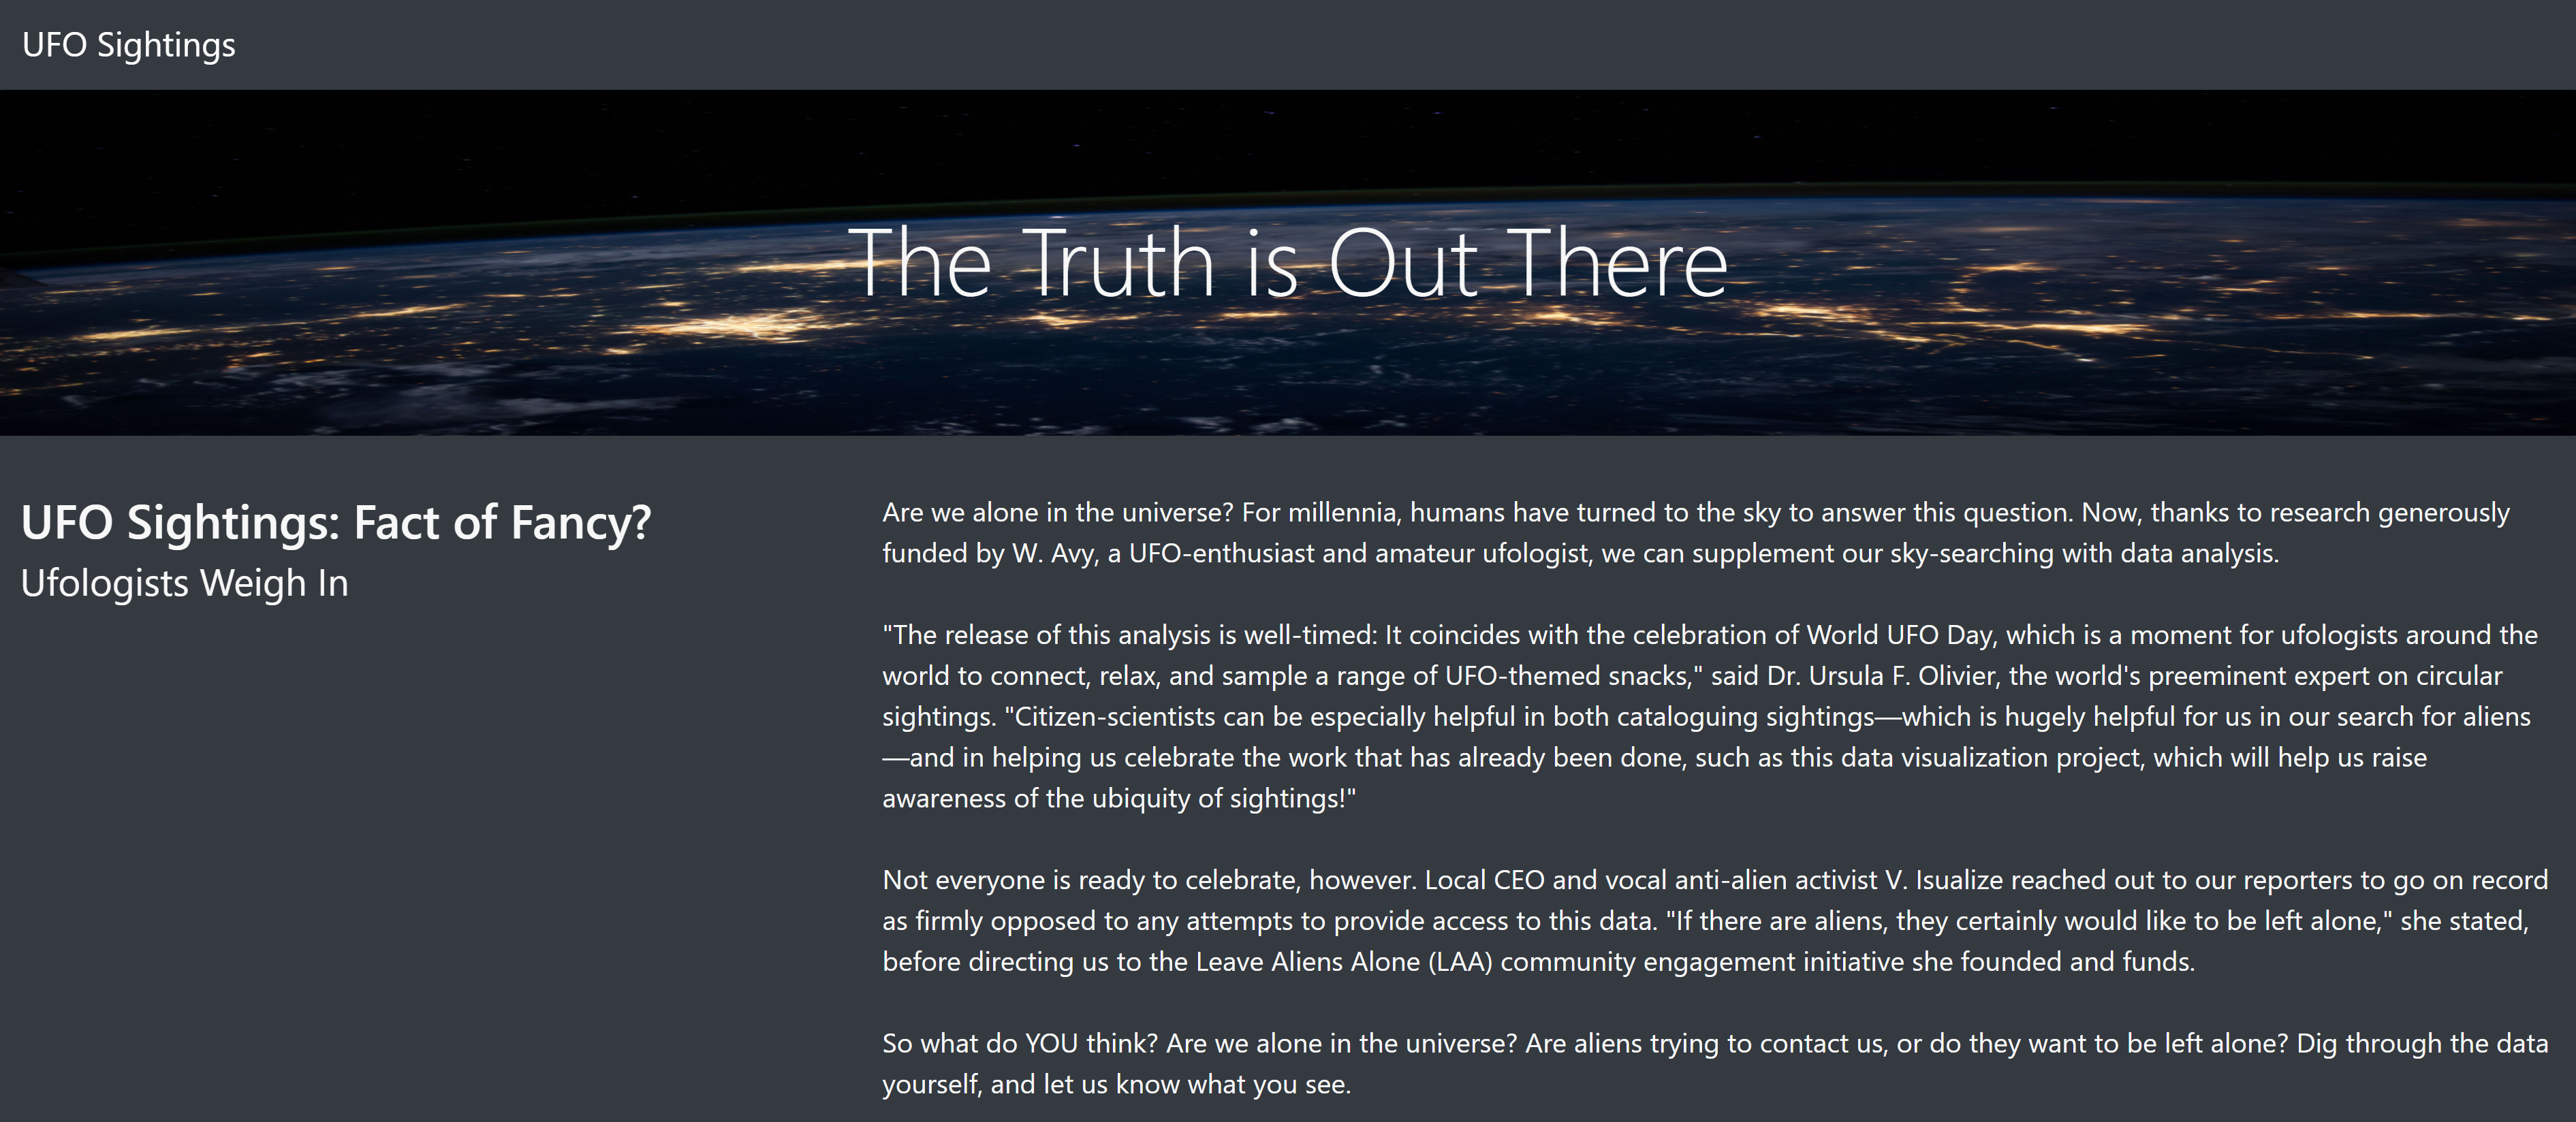 UFO Sightings
The Truth is Out There
UFO Sightings: Fact of Fancy?
Ufologists Weigh In
Are we alone in the universe? For millennia, humans have turned to the sky to answer this question. Now, thanks to research generously
funded by W. Avy, a UFO-enthusiast and amateur ufologist, we can supplement our sky-searching with data analysis.
"The release of this analysis is well-timed: It coincides with the celebration of World UFO Day, which is a moment for ufologists around the
world to connect, relax, and sample a range of UFO-themed snacks," said Dr. Ursula F. Olivier, the world's preeminent expert on circular
sightings. "Citizen-scientists can be especially helpful in both cataloguing sightings—which is hugely helpful for us in our search for aliens
—and in helping us celebrate the work that has already been done, such as this data visualization project, which will help us raise
awareness of the ubiquity of sightings!"
Not everyone is ready to celebrate, however. Local CEO and vocal anti-alien activist V. Isualize reached out to our reporters to go on record
as firmly opposed to any attempts to provide access to this data. "If there are aliens, they certainly would like to be left alone," she stated,
before directing us to the Leave Aliens Alone (LAA) community engagement initiative she founded and funds.
So what do YOU think? Are we alone in the universe? Are aliens trying to contact us, or do they want to be left alone? Dig through the data
yourself, and let us know what you see.